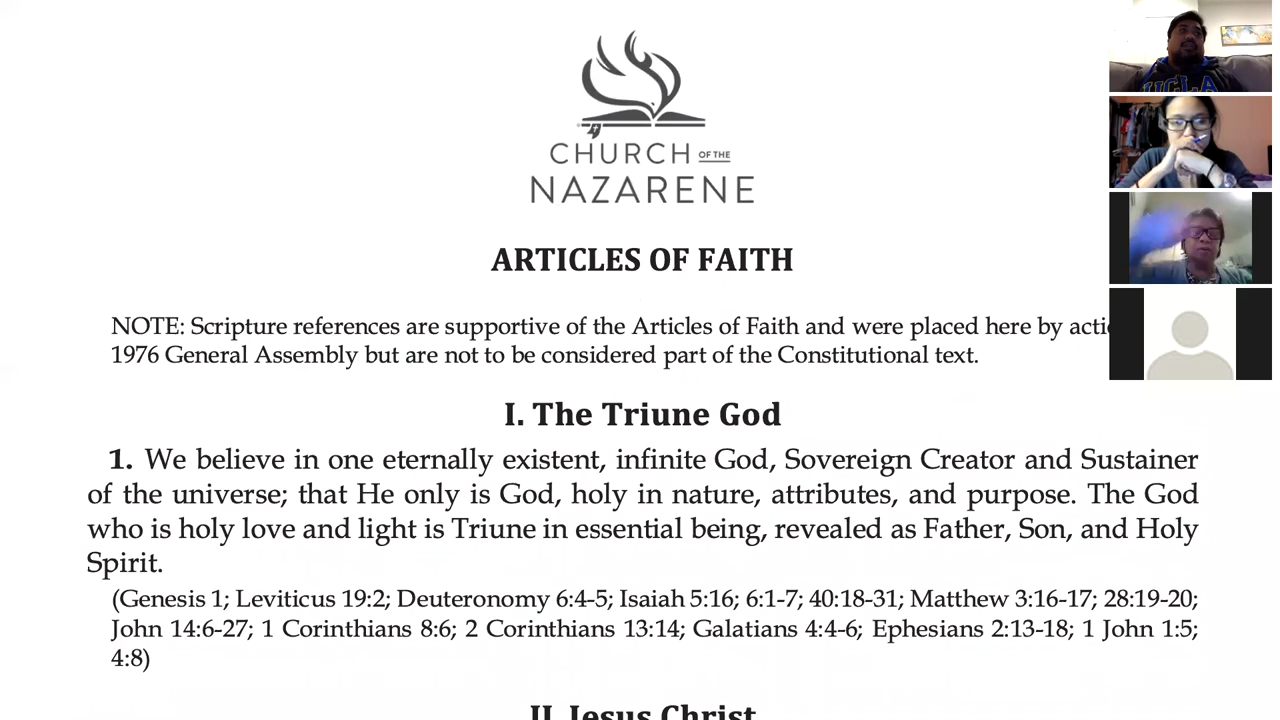 CHURCH OF THE
NAZARENE
ARTICLES OF FAITH
NOTE: Scripture references are supportive of the Articles of Faith and were placed here by
1976 General Assembly but are not to be considered part of the Constitutional text.
I. The Triune God
1. We believe in one eternally existent, infinite God, Sovereign Creator and Sustainer
of the universe; that He only is God, holy in nature, attributes, and purpose. The God
who is holy love and light is Triune in essential being, revealed as Father, Son, and Holy
Spirit.
(Genesis 1; Leviticus 19:2; Deuteronomy 6:4-5; Isaiah 5:16; 6:1-7; 40:18-31; Matthew 3:16-17; 28:19-20;
John 14:6-27; 1 Corinthians 8:6; 2 Corinthians 13:14; Galatians 4:4-6; Ephesians 2:13-18; 1 John 1:5;
4:8)
II. Jesus Christ
UCLA